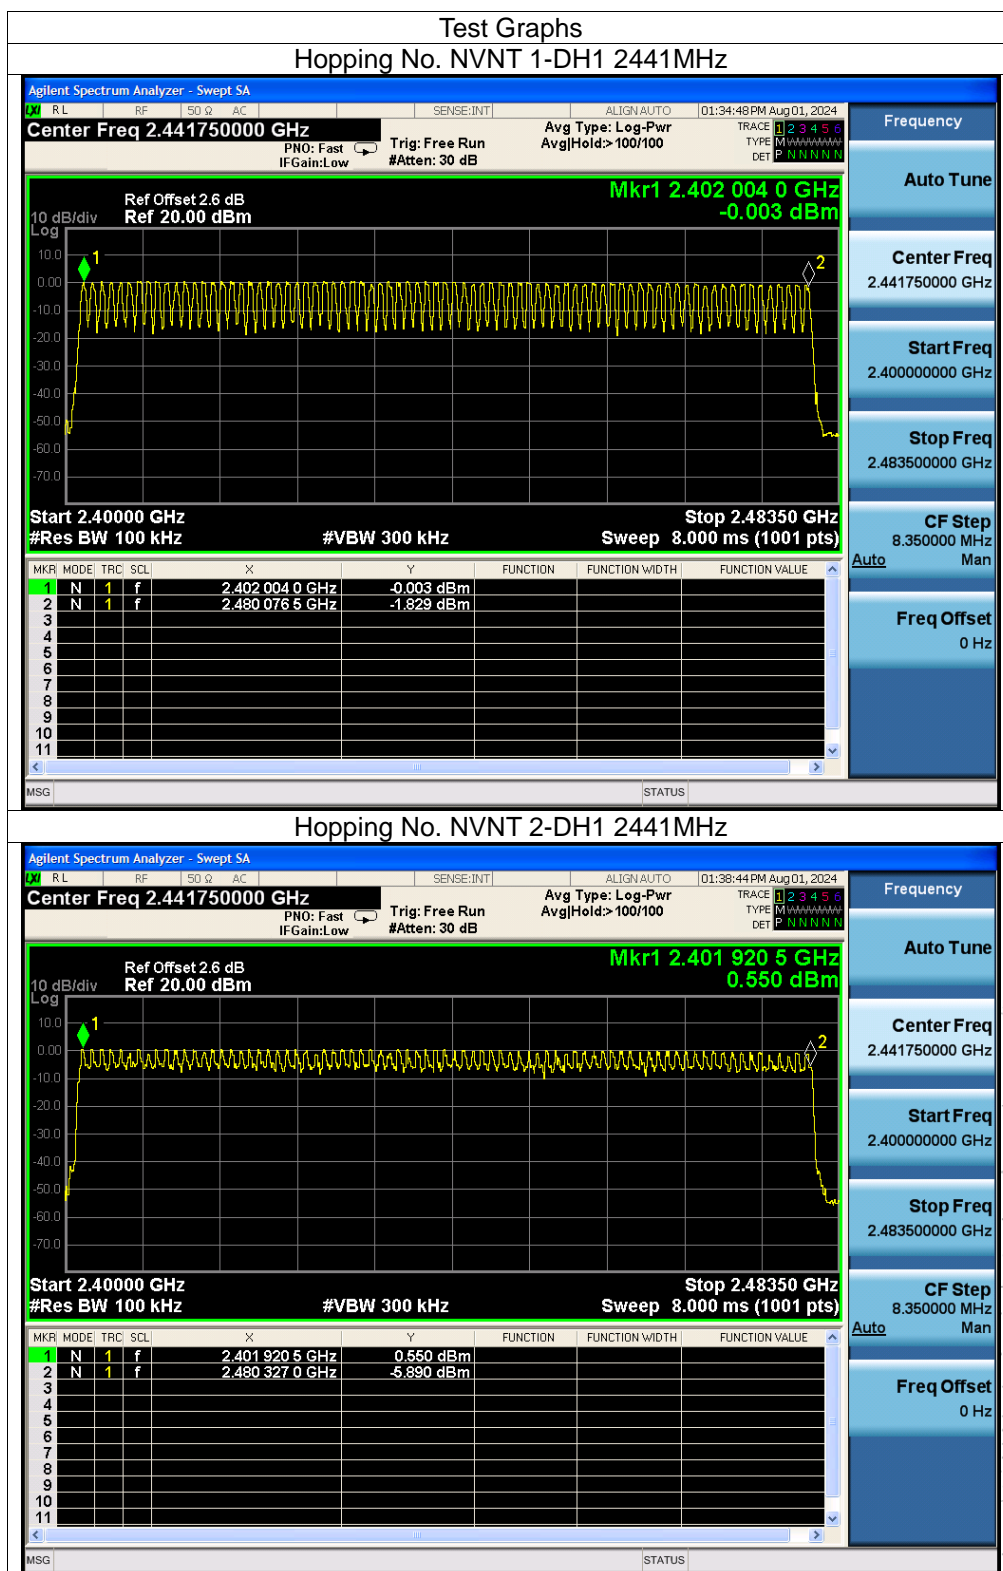 Test Graphs
Hopping No. NVNT 1-DH1 2441MHz
Agilent Spectrum Analyzer - Swept SA
LXI RL RF 50 Ω AC SENSE:INT ALIGN AUTO 01:34:48 PM Aug 01, 2024
Center Freq 2.441750000 GHz
PNO: Fast
IFGain:Low
Trig: Free Run
#Atten: 30 dB
Avg Type: Log-Pwr
Avg|Hold:>100/100
TRACE 1 2 3 4 5 6
TYPE M WWWWW
DET P N N N N N
Mkr1 2.402 004 0 GHz
-0.003 dBm
Ref Offset 2.6 dB
10 dB/div Ref 20.00 dBm
Log
10.0
0.00
-10.0
-20.0
-30.0
-40.0
-50.0
-60.0
-70.0
1
2
Start 2.40000 GHz Stop 2.48350 GHz
#Res BW 100 kHz #VBW 300 kHz Sweep 8.000 ms (1001 pts)
MKR MODE TRC SCL X Y FUNCTION FUNCTION WIDTH FUNCTION VALUE
1 N 1 f 2.402 004 0 GHz -0.003 dBm
2 N 1 f 2.480 076 5 GHz -1.829 dBm
3
4
5
6
7
8
9
10
11
MSG STATUS
Frequency
Auto Tune
Center Freq
2.441750000 GHz
Start Freq
2.400000000 GHz
Stop Freq
2.483500000 GHz
CF Step
8.350000 MHz
Auto Man
Freq Offset
0 Hz
Hopping No. NVNT 2-DH1 2441MHz
Agilent Spectrum Analyzer - Swept SA
LXI RL RF 50 Ω AC SENSE:INT ALIGN AUTO 01:38:44 PM Aug 01, 2024
Center Freq 2.441750000 GHz
PNO: Fast
IFGain:Low
Trig: Free Run
#Atten: 30 dB
Avg Type: Log-Pwr
Avg|Hold:>100/100
TRACE 1 2 3 4 5 6
TYPE M WWWWW
DET P N N N N N
Mkr1 2.401 920 5 GHz
0.550 dBm
Ref Offset 2.6 dB
10 dB/div Ref 20.00 dBm
Log
10.0
0.00
-10.0
-20.0
-30.0
-40.0
-50.0
-60.0
-70.0
1
2
Start 2.40000 GHz Stop 2.48350 GHz
#Res BW 100 kHz #VBW 300 kHz Sweep 8.000 ms (1001 pts)
MKR MODE TRC SCL X Y FUNCTION FUNCTION WIDTH FUNCTION VALUE
1 N 1 f 2.401 920 5 GHz 0.550 dBm
2 N 1 f 2.480 327 0 GHz -5.890 dBm
3
4
5
6
7
8
9
10
11
MSG STATUS
Frequency
Auto Tune
Center Freq
2.441750000 GHz
Start Freq
2.400000000 GHz
Stop Freq
2.483500000 GHz
CF Step
8.350000 MHz
Auto Man
Freq Offset
0 Hz